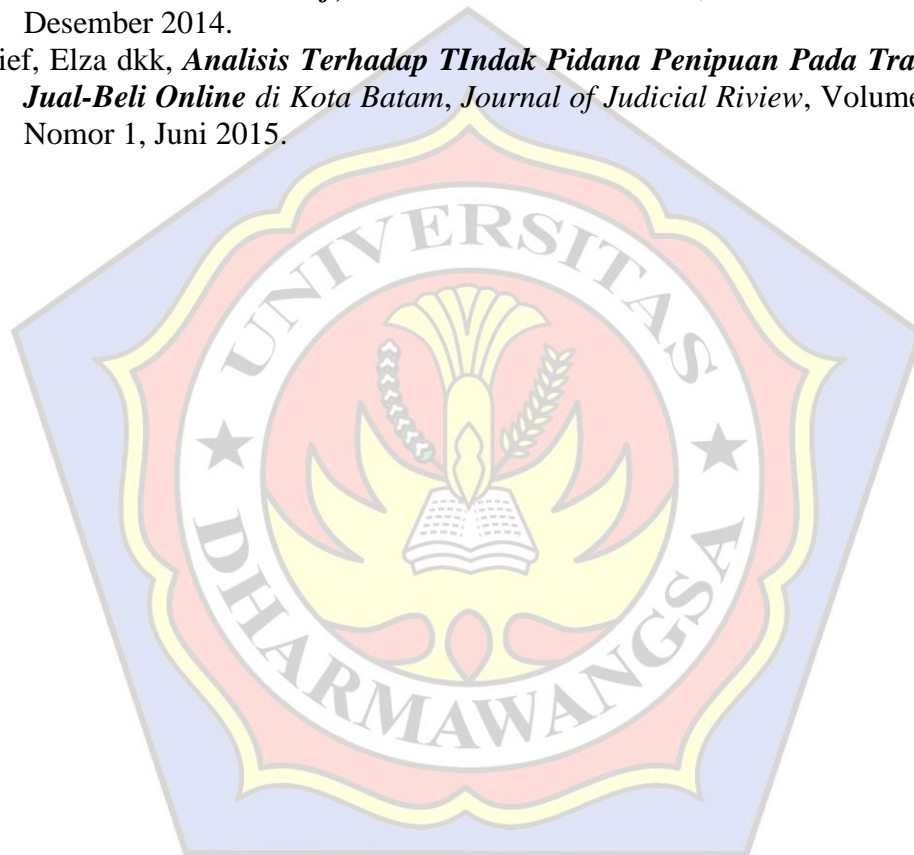 Desember 2014.
ief, Elza dkk, Analisis Terhadap TIndak Pidana Penipuan Pada Tra
Jual-Beli Online di Kota Batam, Journal of Judicial Riview, Volume
Nomor 1, Juni 2015.
UNIVERSITAS
DHARMAWANGSA